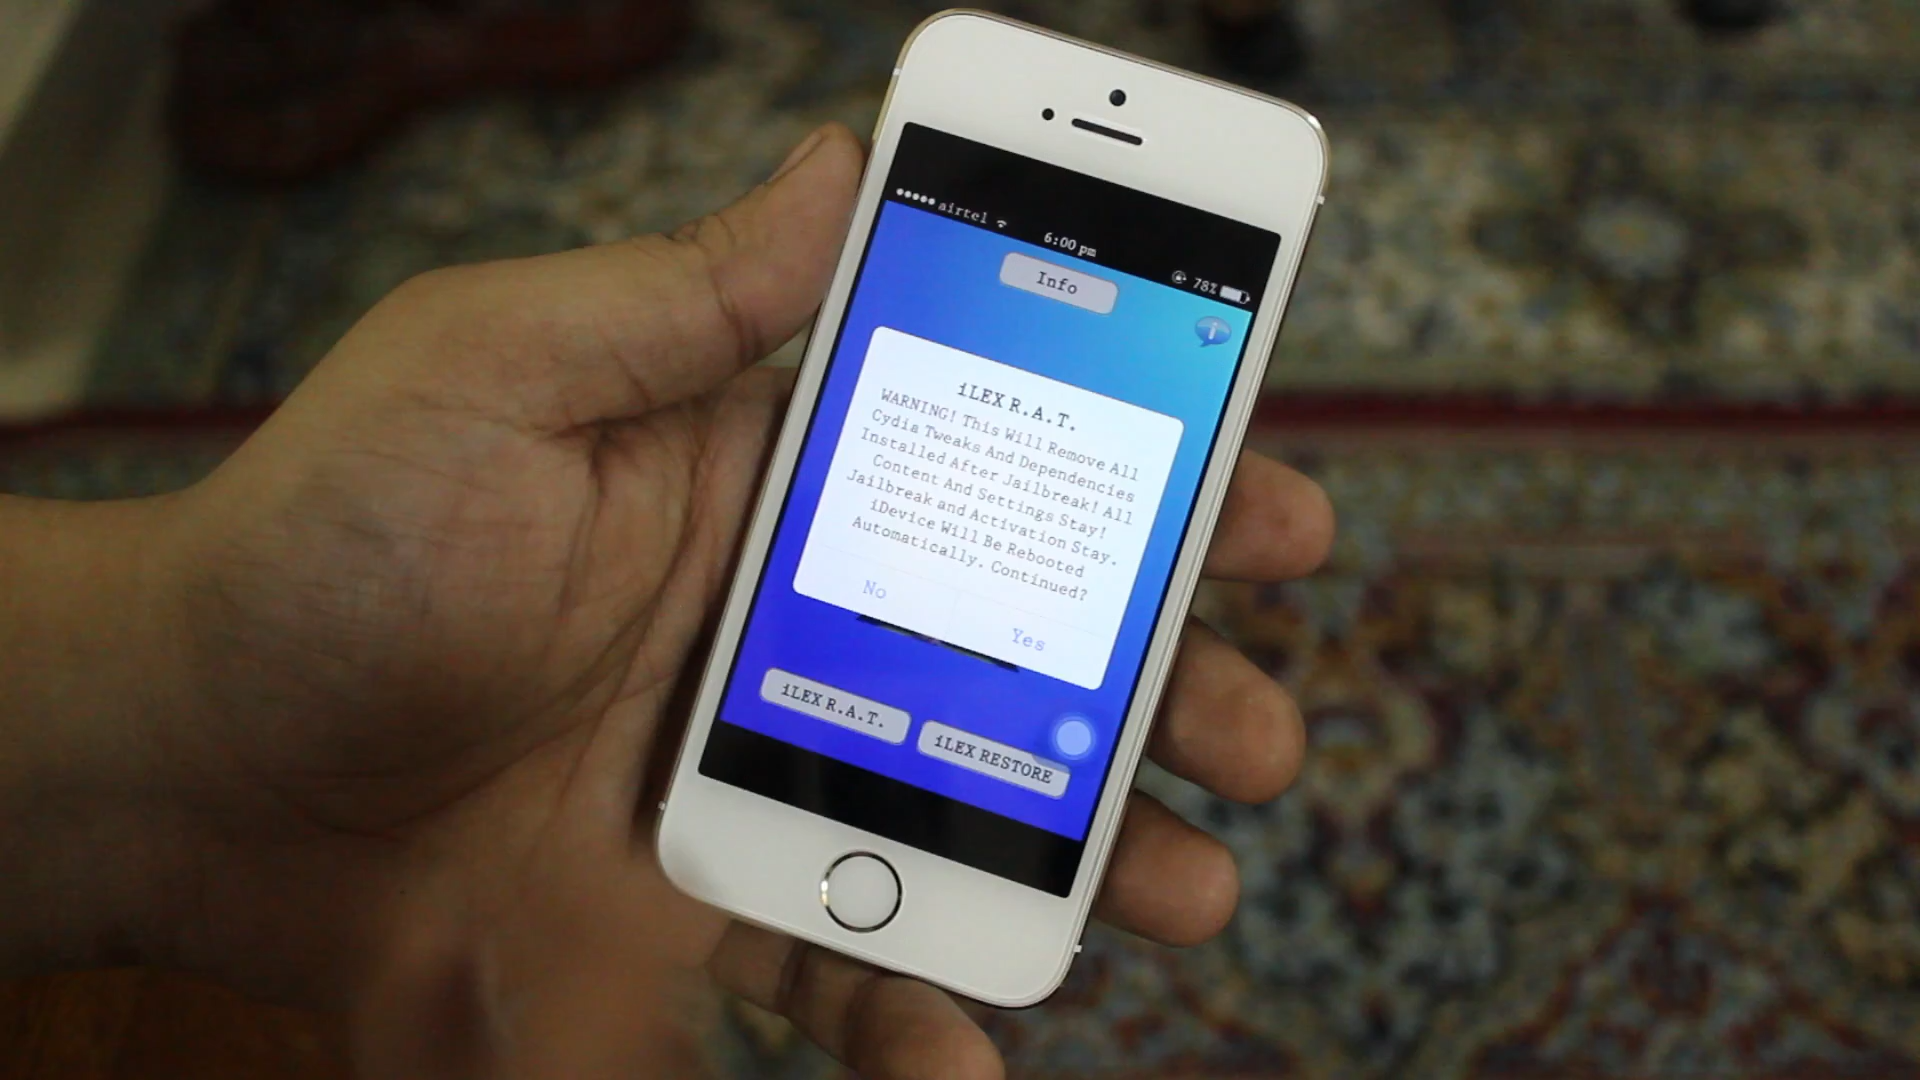 ●●●●● airtel 6:00 pm 78%
Info
i
iLEX R.A.T.
WARNING! This Will Remove All
Cydia Tweaks And Dependencies
Installed After Jailbreak! All
Content And Settings Stay!
Jailbreak and Activation Stay.
iDevice Will Be Rebooted
Automatically. Continued?
No Yes
iLEX R.A.T. iLEX RESTORE